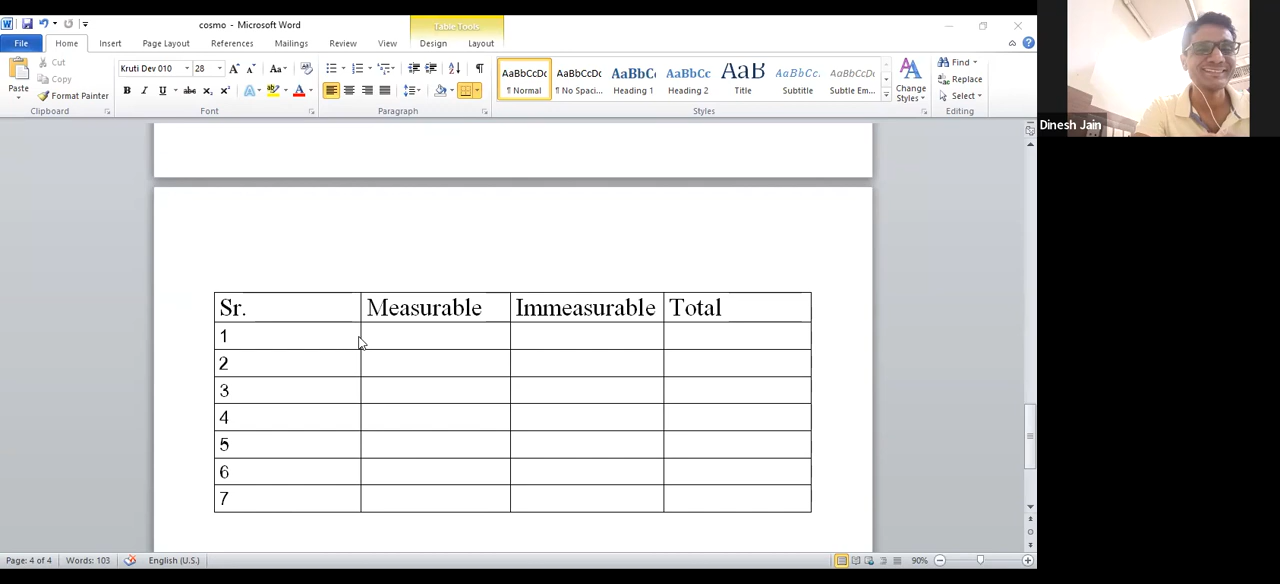 cosmo - Microsoft Word
Table Tools
File Home Insert Page Layout References Mailings Review View Design Layout
Cut
Copy
Format Painter
Paste
Clipboard
Kruti Dev 010 28
Font
Paragraph
AaBbCcDc AaBbCcDc AaBbCc AaBbCc AaB AaBbCc. AaBbCcDc
¶ Normal ¶ No Spaci... Heading 1 Heading 2 Title Subtitle Subtle Em...
Change Styles
Styles
Find
Replace
Select
Editing
Dinesh Jain
Sr. Measurable Immeasurable Total
1
2
3
4
5
6
7
Page: 4 of 4 Words: 103 English (U.S.) 90%